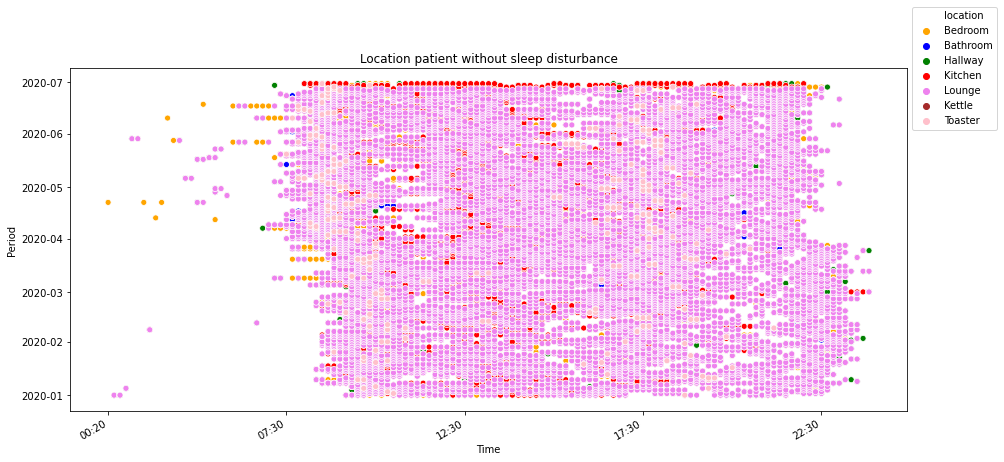 location
Bedroom
Bathroom
Hallway
Kitchen
Lounge
Kettle
Toaster
Location patient without sleep disturbance
2020-07
2020-06
2020-05
2020-04
2020-03
2020-02
2020-01
Period
00:20
07:30
12:30
17:30
22:30
Time